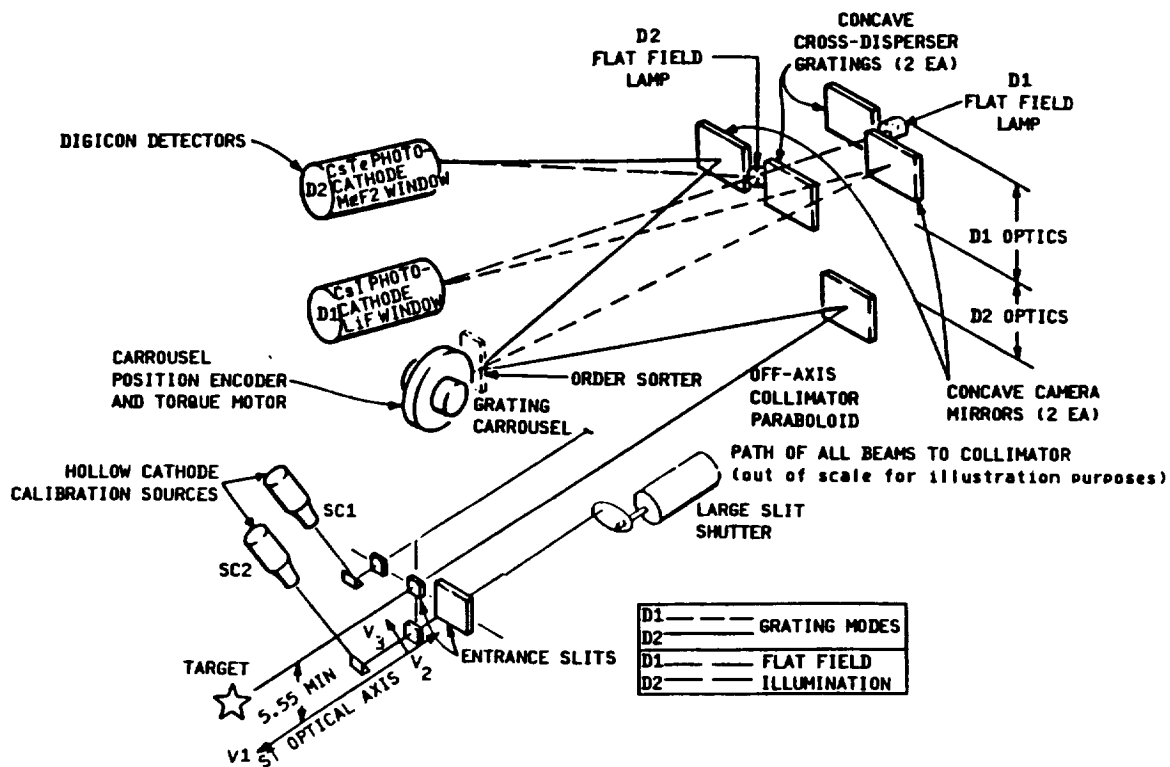 CONCAVE
CROSS-DISPERSER
GRATINGS (2 EA)
D2
FLAT FIELD
LAMP
D1
FLAT FIELD
LAMP
DIGICON DETECTORS
D2
CsTe PHOTO-
CATHODE
MgF2 WINDOW
D1 OPTICS
D1
CsI PHOTO-
CATHODE
LiF WINDOW
D2 OPTICS
CARROUSEL
POSITION ENCODER
AND TORQUE MOTOR
ORDER SORTER
GRATING
CARROUSEL
OFF-AXIS
COLLIMATOR
PARABOLOID
CONCAVE CAMERA
MIRRORS (2 EA)
PATH OF ALL BEAMS TO COLLIMATOR
(out of scale for illustration purposes)
HOLLOW CATHODE
CALIBRATION SOURCES
SC1
SC2
LARGE SLIT
SHUTTER
V3
V2
ENTRANCE SLITS
TARGET
5.55 MIN
ST OPTICAL AXIS
V1
D1 GRATING MODES
D2
D1 FLAT FIELD
D2 ILLUMINATION